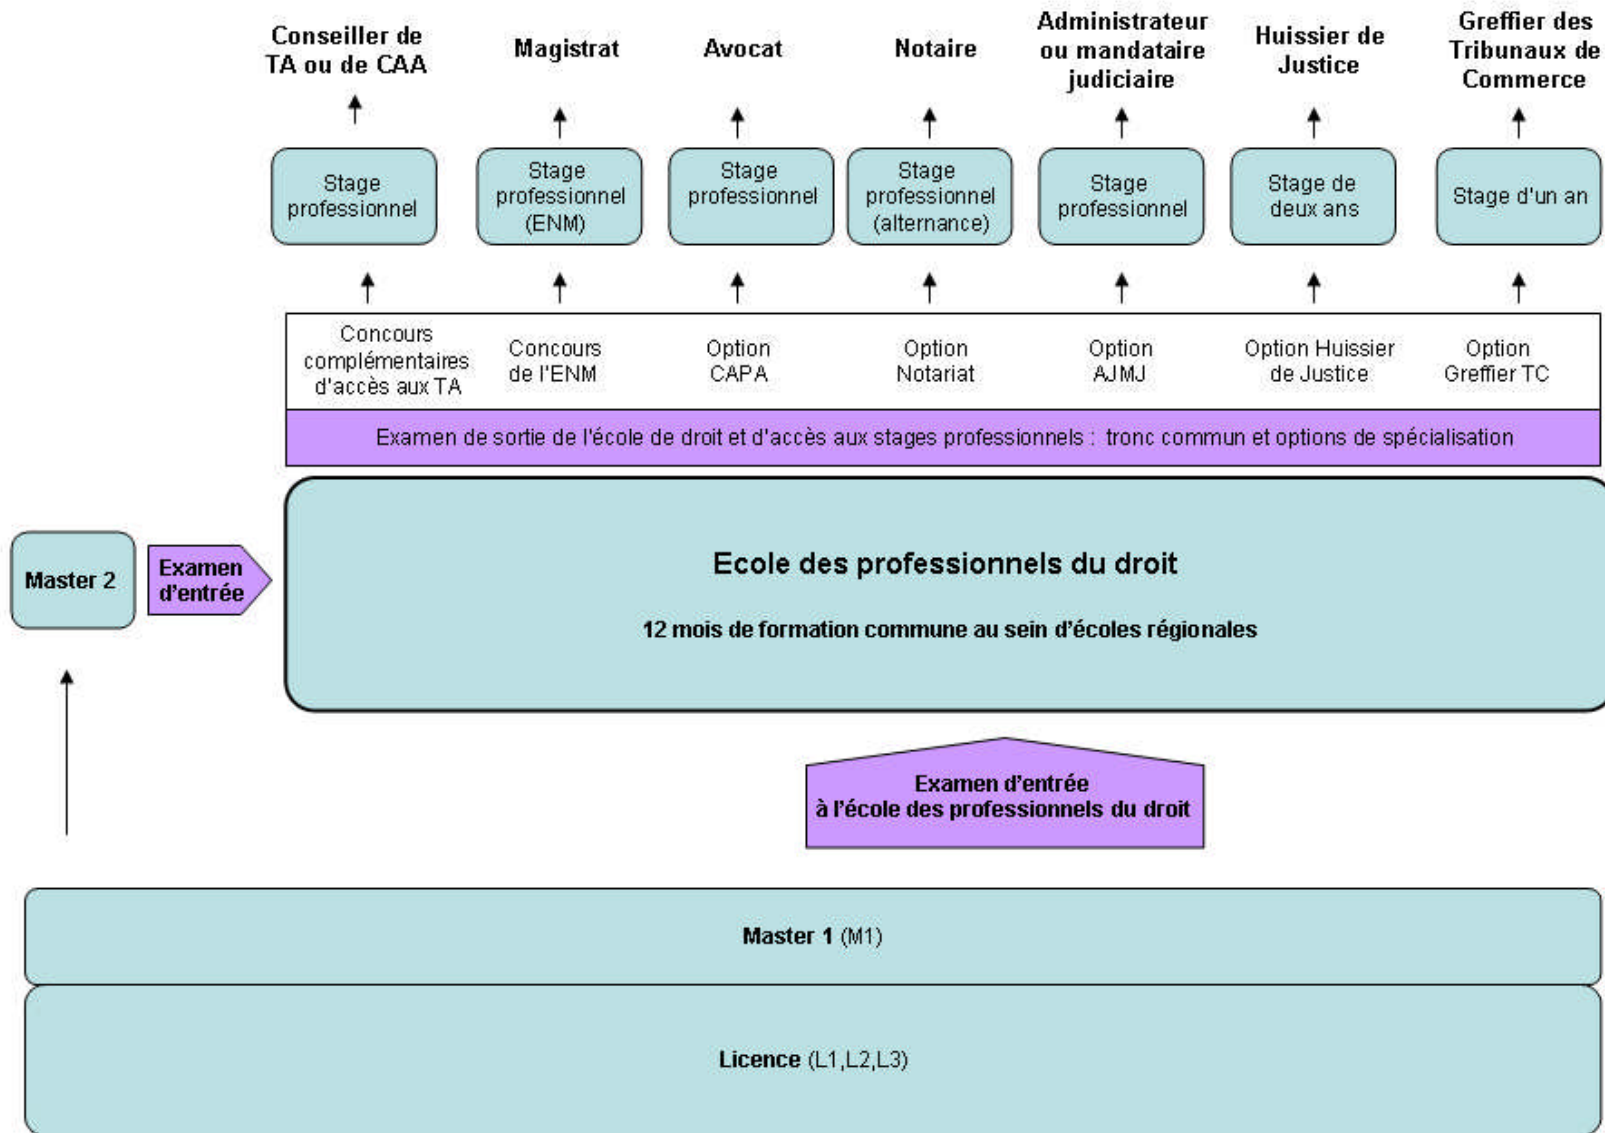 Conseiller de
TA ou de CAA
Magistrat
Avocat
Notaire
Administrateur
ou mandataire
judiciaire
Huissier de
Justice
Greffier des
Tribunaux de
Commerce
Stage
professionnel
Stage
professionnel
(ENM)
Stage
professionnel
Stage
professionnel
(alternance)
Stage
professionnel
Stage de
deux ans
Stage d'un an
Concours
complémentaires
d'accès aux TA
Concours
de l'ENM
Option
CAPA
Option
Notariat
Option
AJMJ
Option Huissier
de Justice
Option
Greffier TC
Examen de sortie de l'école de droit et d'accès aux stages professionnels : tronc commun et options de spécialisation
Master 2
Examen
d'entrée
Ecole des professionnels du droit
12 mois de formation commune au sein d'écoles régionales
Examen d'entrée
à l'école des professionnels du droit
Master 1 (M1)
Licence (L1,L2,L3)